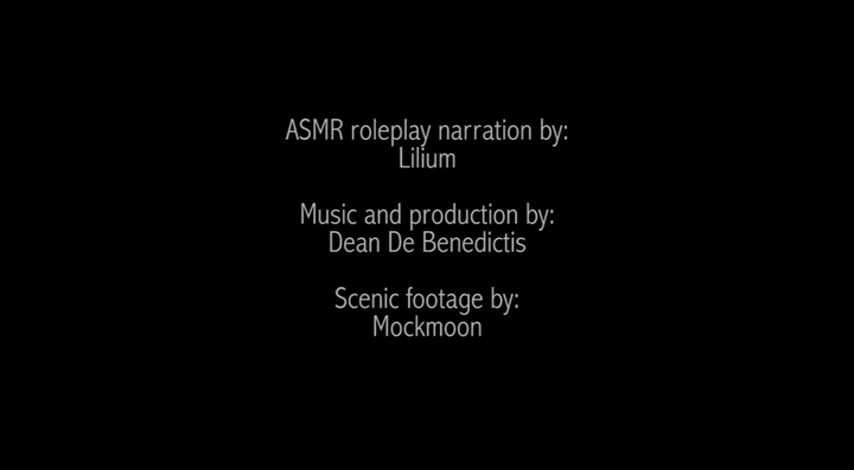 ASMR roleplay narration by:
Lilium
Music and production by:
Dean De Benedictis
Scenic footage by:
Mockmoon